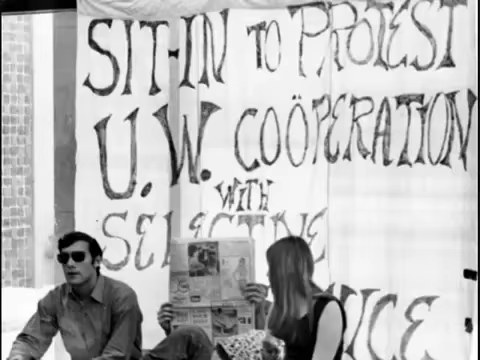 SIT-IN TO PROTEST
U.W. COÖPERATION
WITH
SELECTIVE